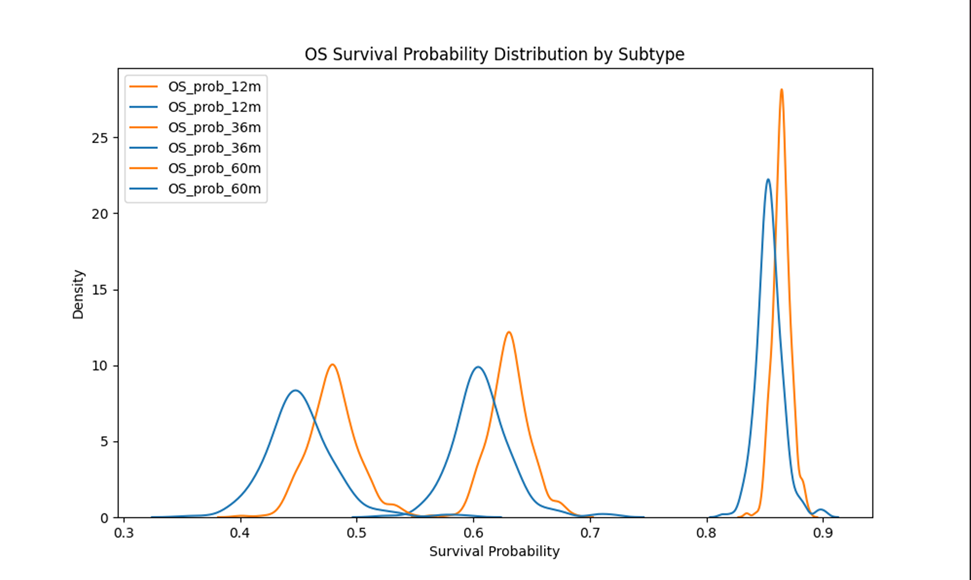 OS Survival Probability Distribution by Subtype
OS_prob_12m
OS_prob_12m
OS_prob_36m
OS_prob_36m
OS_prob_60m
OS_prob_60m
25
20
15
10
5
0
Density
0.3 0.4 0.5 0.6 0.7 0.8 0.9
Survival Probability